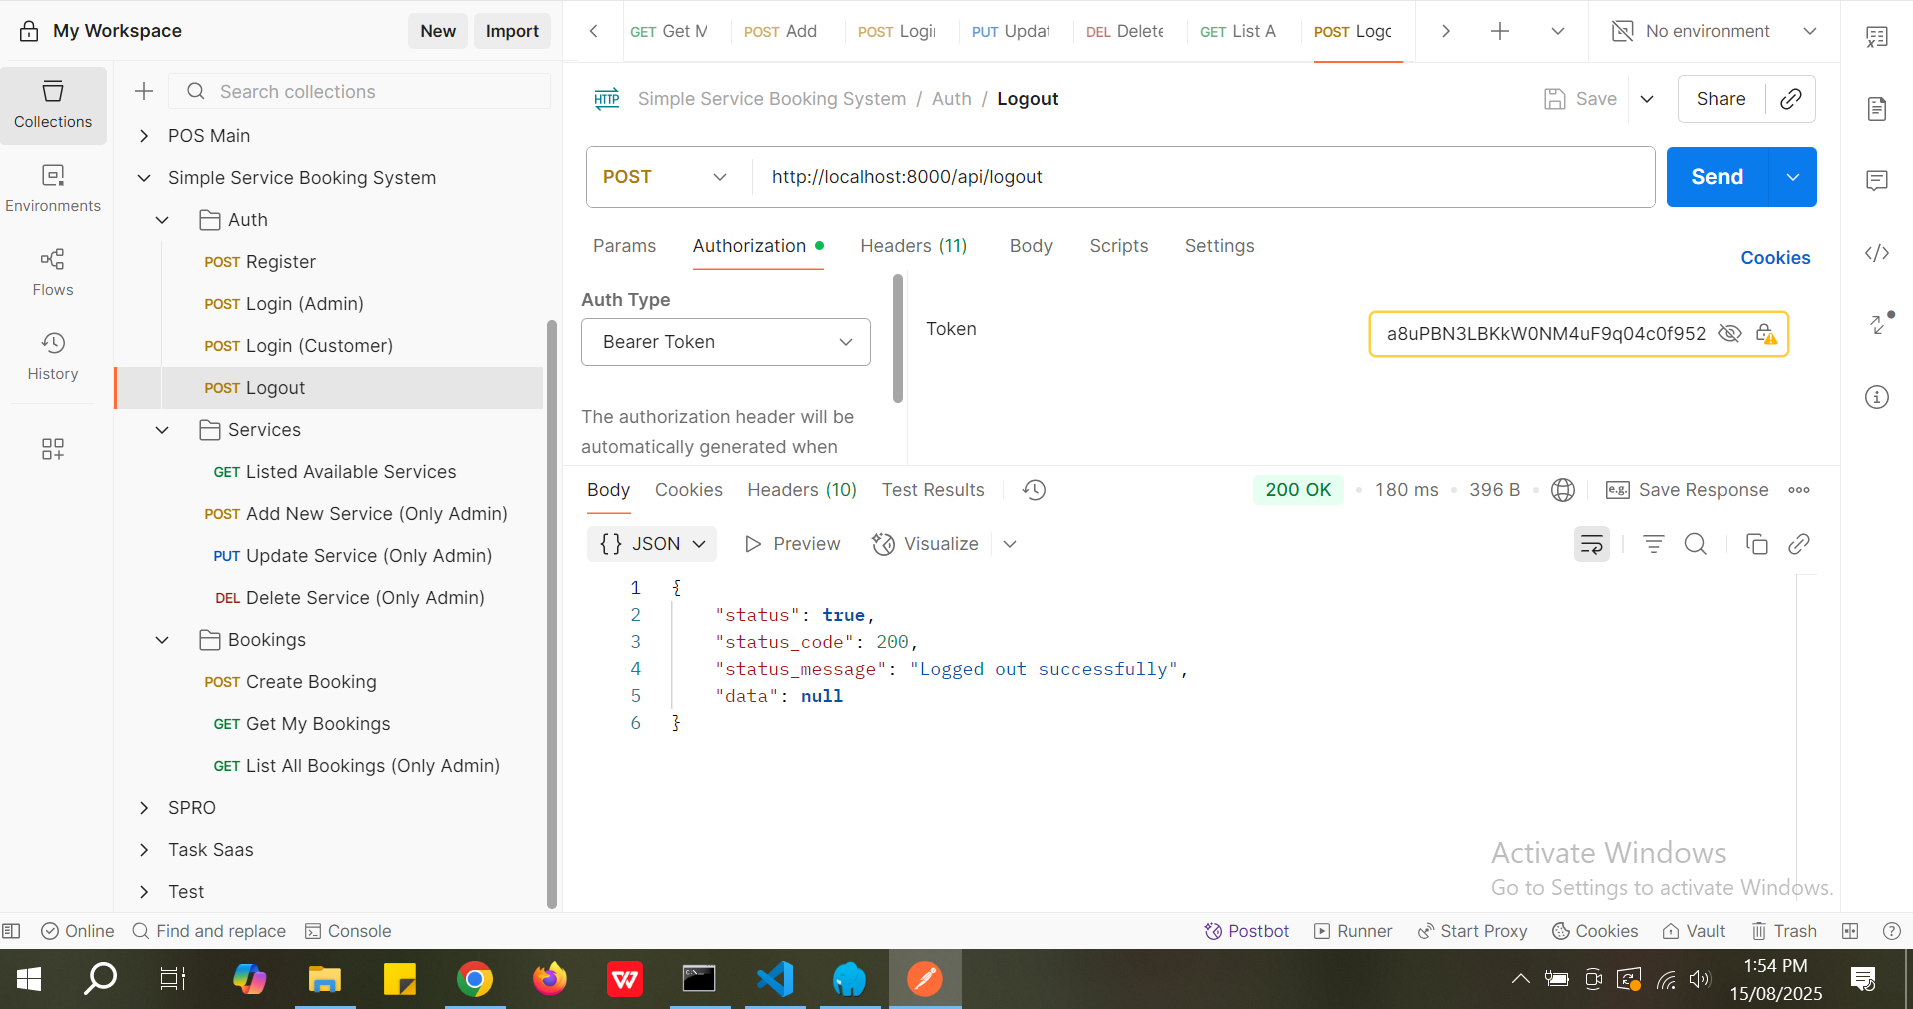 My Workspace
New
Import
GET Get M
POST Add
POST Logi
PUT Updat
DEL Delete
GET List A
POST Logo
No environment
Collections
Environments
Flows
History
Search collections
POS Main
Simple Service Booking System
Auth
POST Register
POST Login (Admin)
POST Login (Customer)
POST Logout
Services
GET Listed Available Services
POST Add New Service (Only Admin)
PUT Update Service (Only Admin)
DEL Delete Service (Only Admin)
Bookings
POST Create Booking
GET Get My Bookings
GET List All Bookings (Only Admin)
SPRO
Task Saas
Test
HTTP Simple Service Booking System / Auth / Logout
Save
Share
POST http://localhost:8000/api/logout
Send
Params Authorization Headers (11) Body Scripts Settings
Cookies
Auth Type
Bearer Token
The authorization header will be
automatically generated when
Token
a8uPBN3LBKkW0NM4uF9q04c0f952
Body Cookies Headers (10) Test Results
200 OK • 180 ms • 396 B
e.g. Save Response
{} JSON
Preview
Visualize
1 {
2 "status": true,
3 "status_code": 200,
4 "status_message": "Logged out successfully",
5 "data": null
6 }
Activate Windows
Go to Settings to activate Windows.
Online
Find and replace
Console
Postbot
Runner
Start Proxy
Cookies
Vault
Trash
1:54 PM
15/08/2025